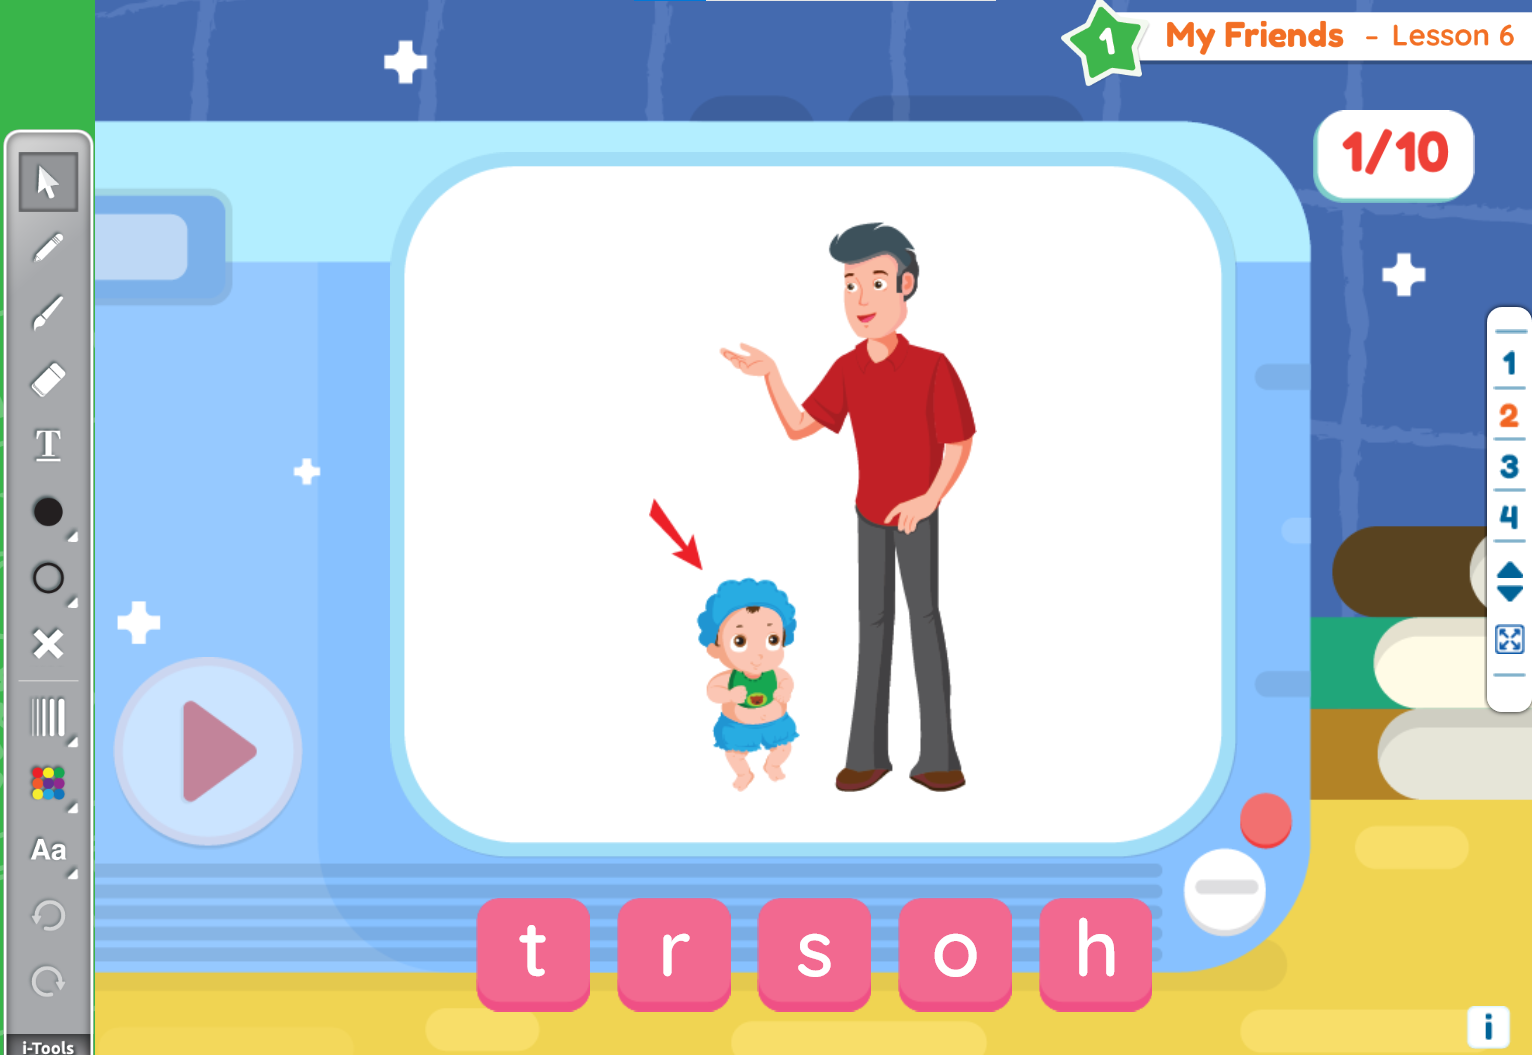 1 My Friends - Lesson 6
1/10
1
2
3
4
T
Aa
i-Tools
t r s o h
i